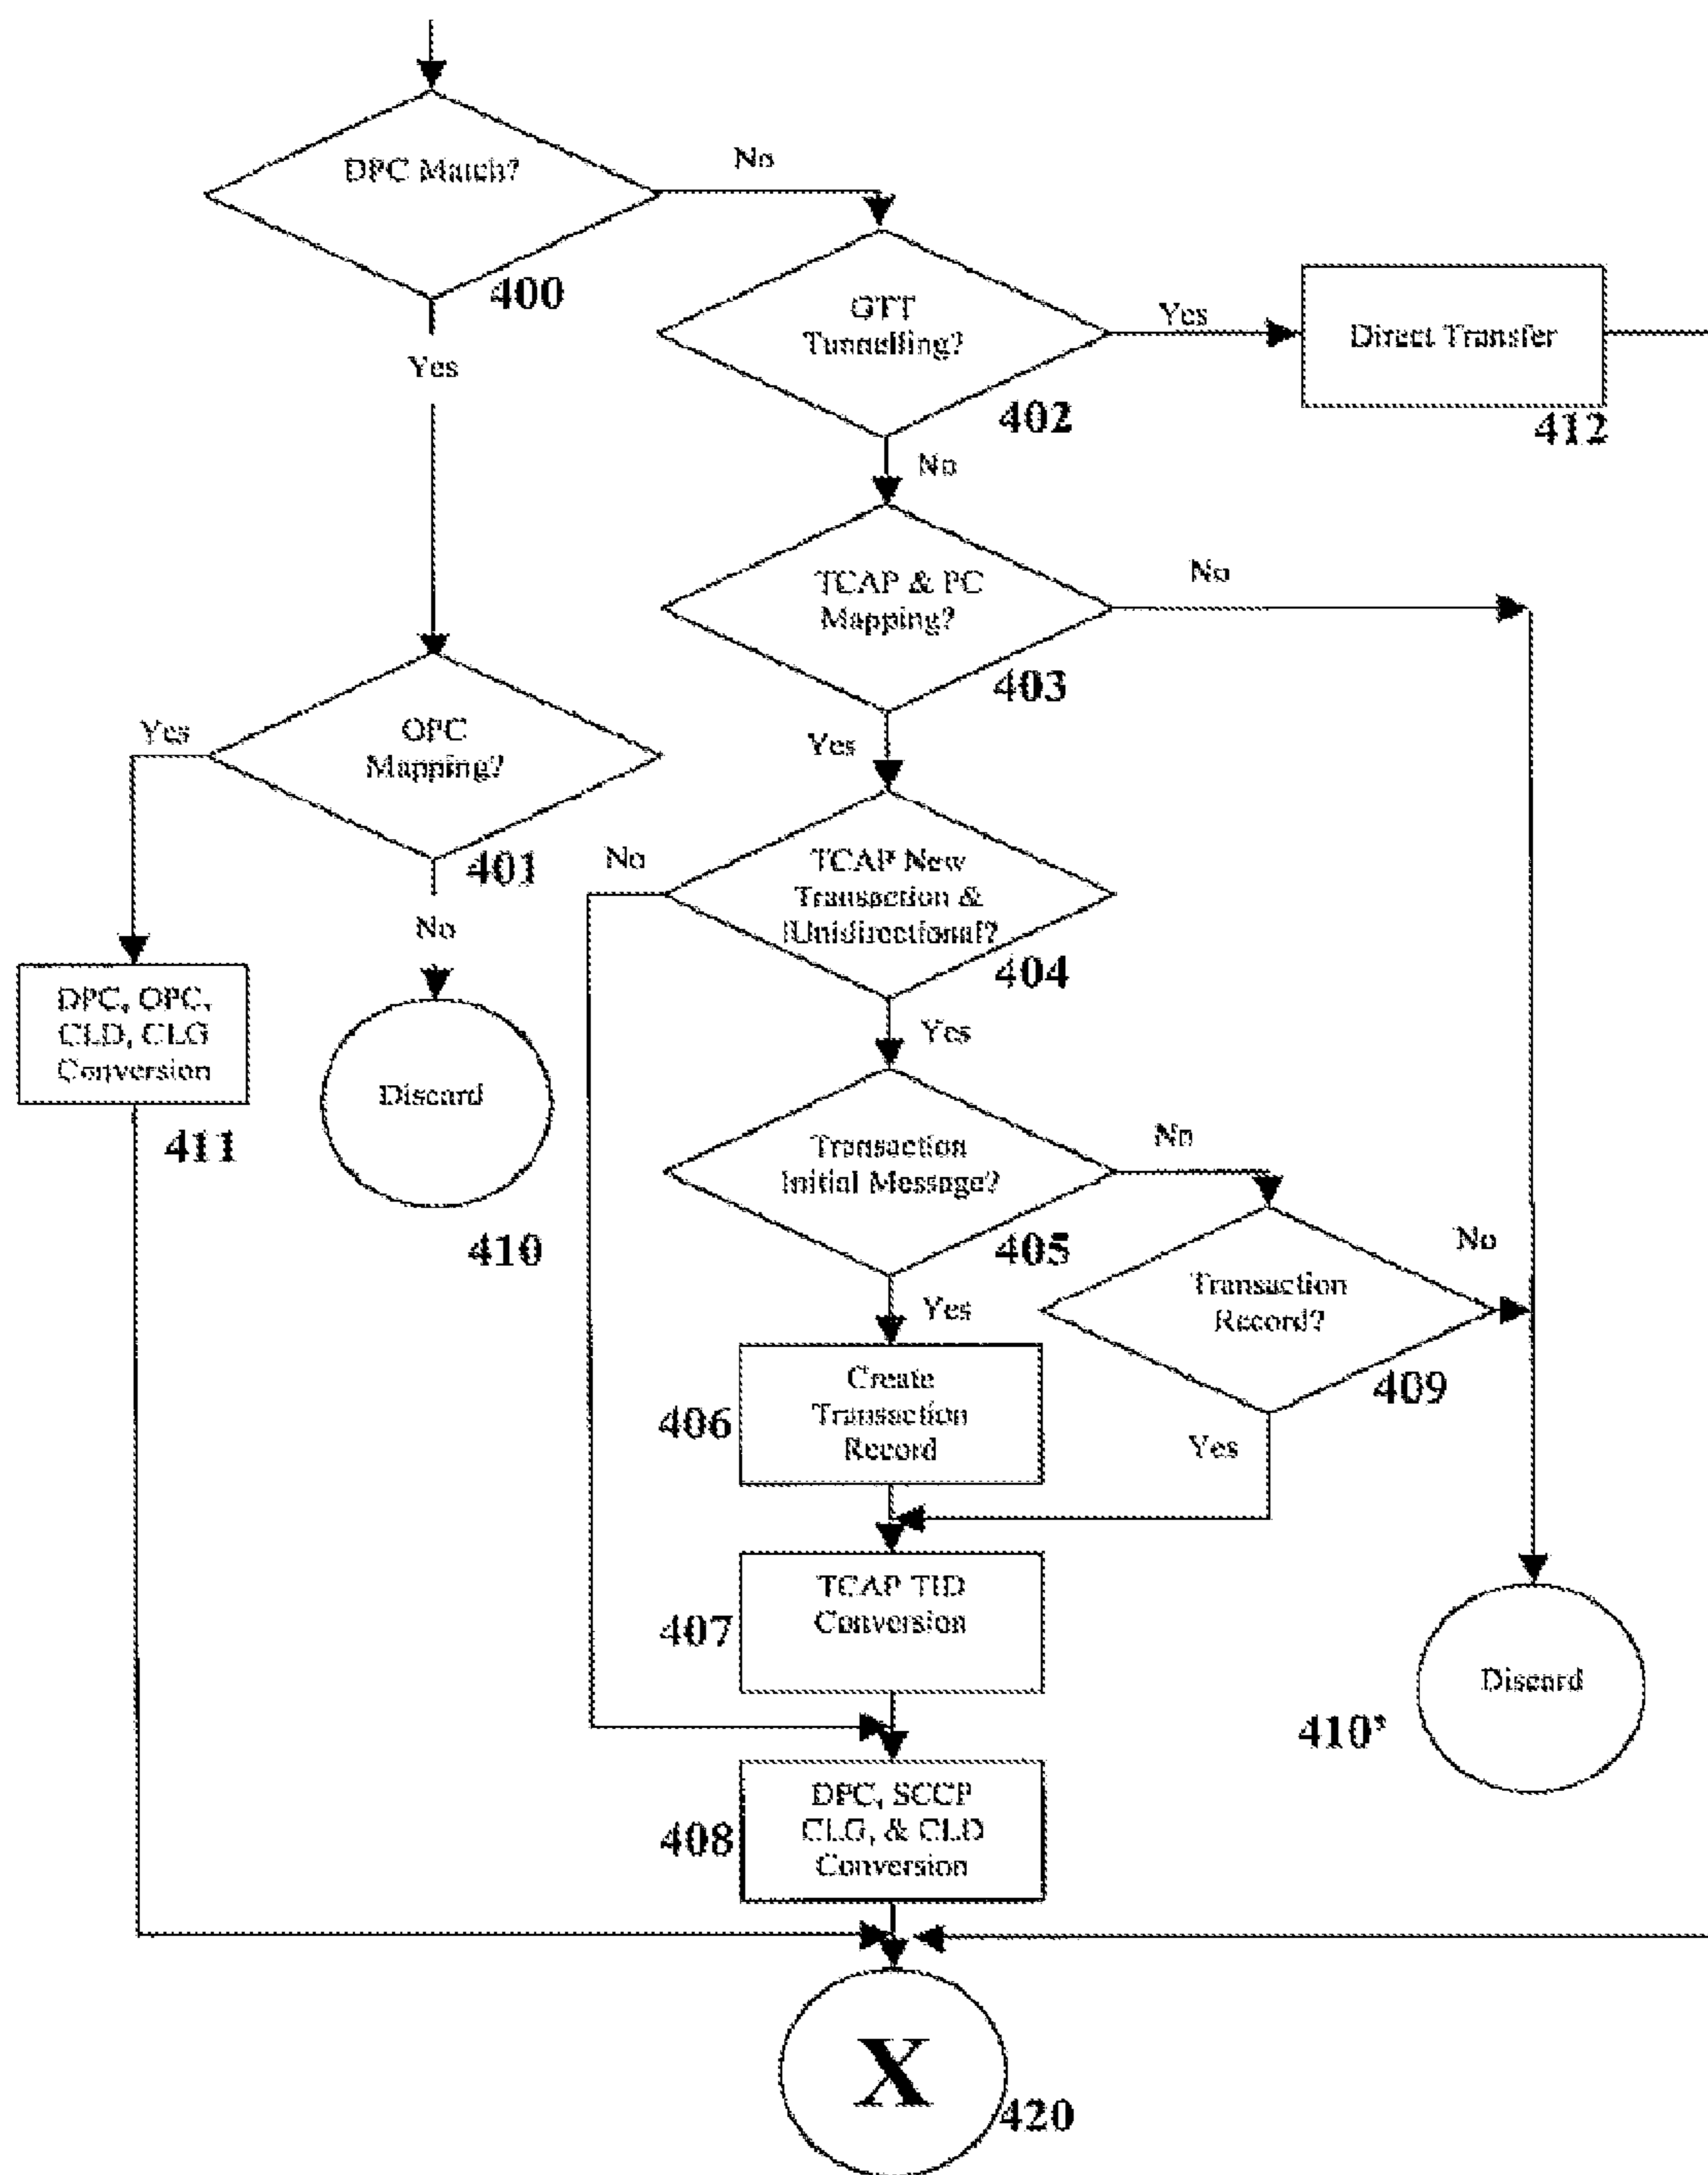 DPC Match?
No
400
Yes
GTT
Tunnelling?
Yes
402
Direct Transfer
412
No
TCAP & PC
Mapping?
No
403
Yes
OPC
Mapping?
Yes
401
No
Discard
410
DPC, OPC,
CLD, CLG
Conversion
411
TCAP New
Transaction &
!Unidirectional?
No
404
Yes
Transaction
Initial Message?
No
405
Yes
Transaction
Record?
No
409
Yes
Create
Transaction
Record
406
TCAP TID
Conversion
407
Discard
410’
DPC, SCCP
CLG, & CLD
Conversion
408
X
420